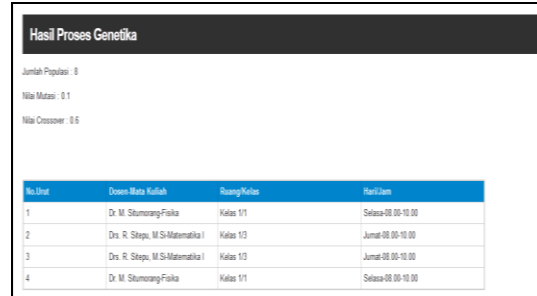 Hasil Proses Genetika
Jumlah Populasi : 8
Nilai Mutasi : 0.1
Nilai Crossover : 0.6
No.Urut Dosen-Mata Kuliah Ruang/Kelas Hari/Jam
1 Dr. M. Situmorang-Fisika Kelas 1/1 Selasa-08.00-10.00
2 Drs. R. Sitepu, M.Si-Matematika I Kelas 1/3 Jumat-08.00-10.00
3 Drs. R. Sitepu, M.Si-Matematika I Kelas 1/3 Jumat-08.00-10.00
4 Dr. M. Situmorang-Fisika Kelas 1/1 Selasa-08.00-10.00